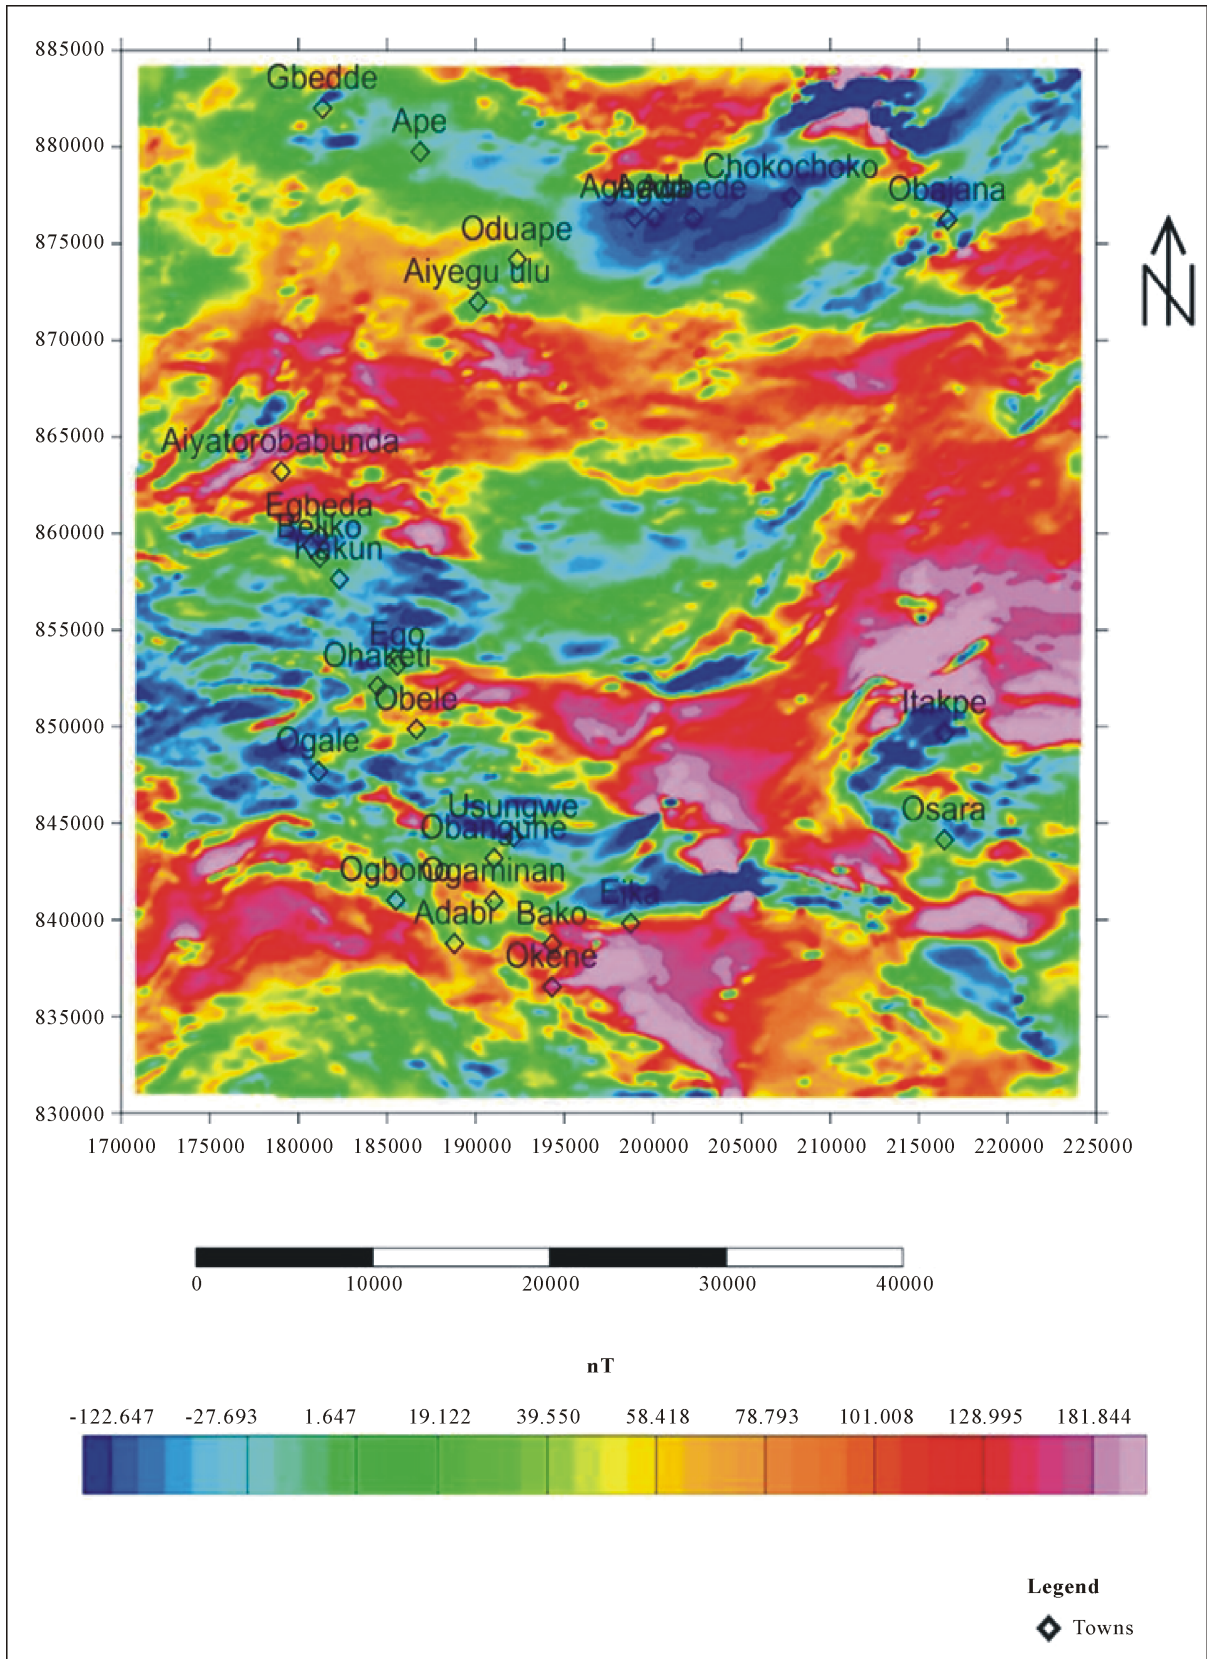 885000
Gbedde
Ape
880000
Chokochoko
Obajana
875000
Oduape
Aiyegu ulu
870000
865000
Aiyatorobabunda
Egbeda
860000
Beliko
Kakun
855000
Ego
Ohaketi
Obele
Itakpe
850000
Ogale
845000
Usungwe
Osara
Obanguhe
Ogbono
Ogaminan
Eika
840000
Adabi
Bako
Okene
835000
830000
170000 175000 180000 185000 190000 195000 200000 205000 210000 215000 220000 225000
N
0 10000 20000 30000 40000
nT
-122.647 -27.693 1.647 19.122 39.550 58.418 78.793 101.008 128.995 181.844
Legend
Towns